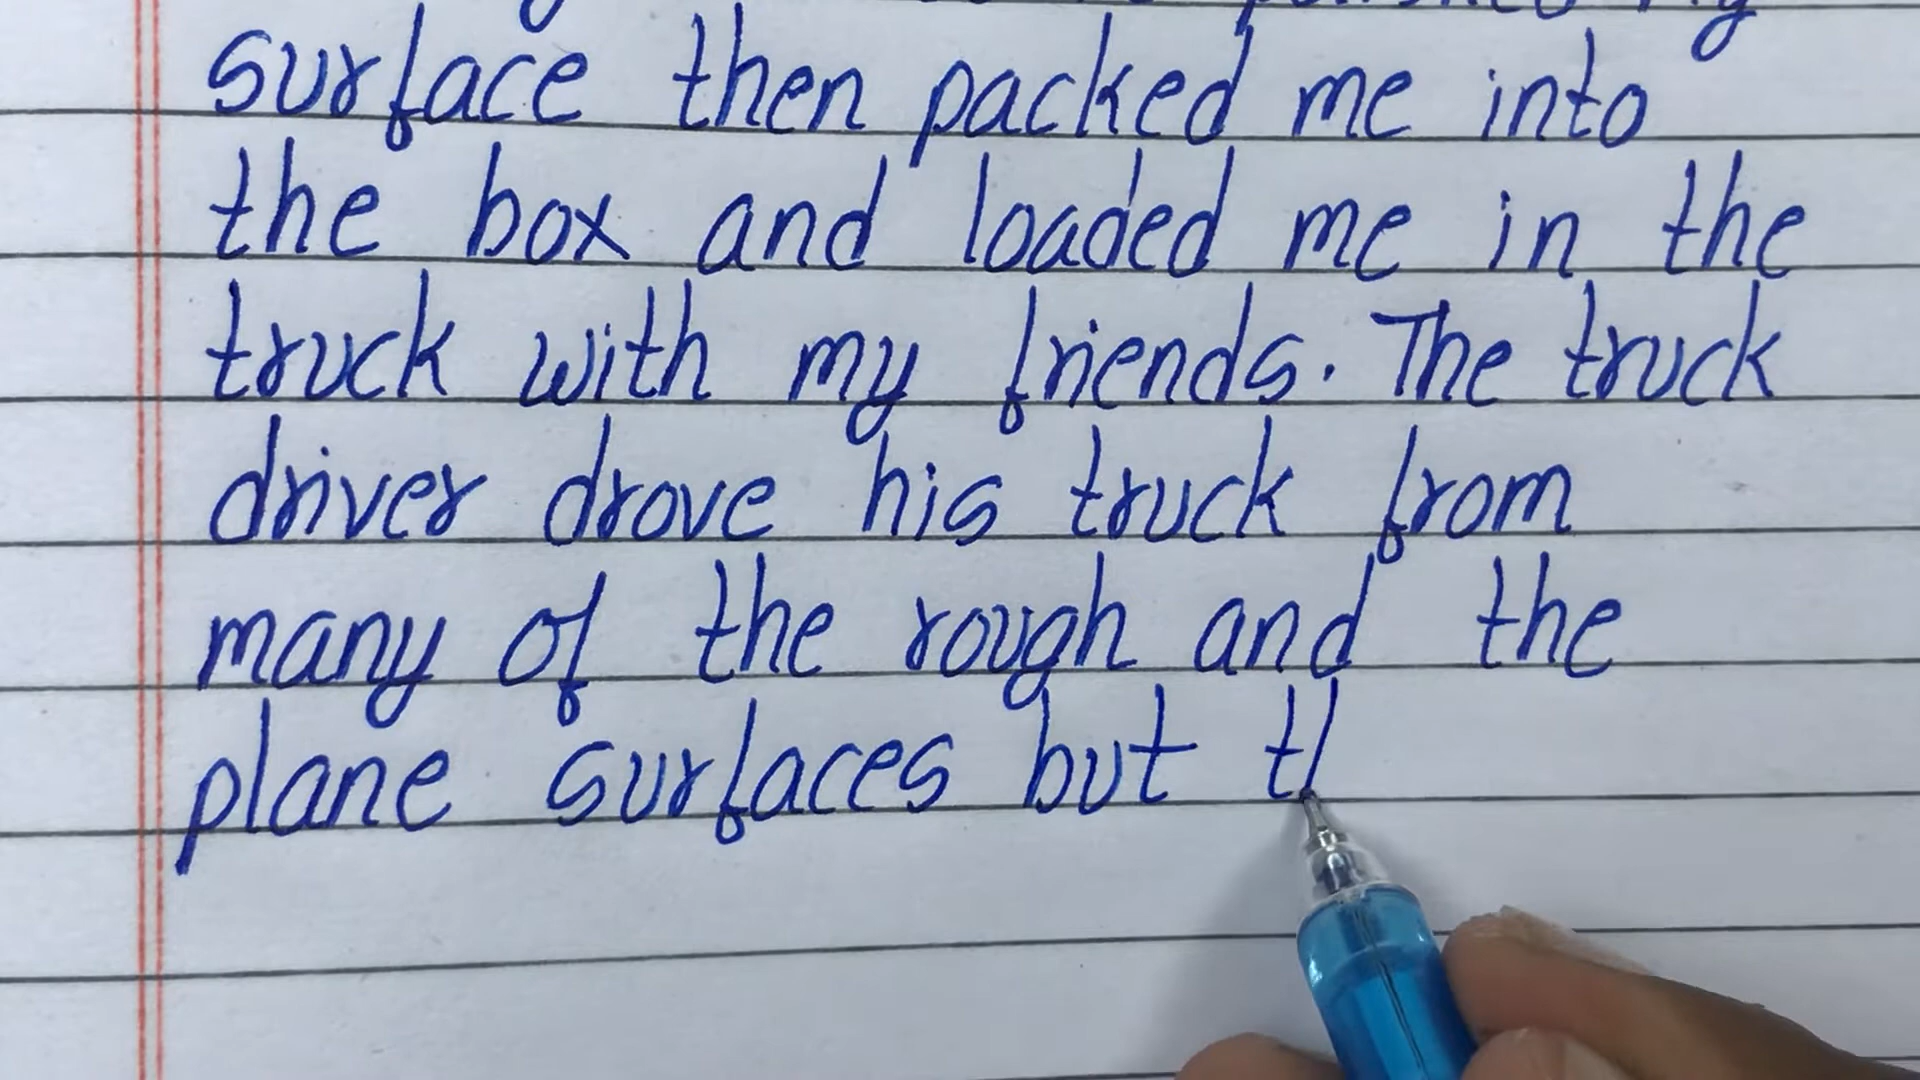 surface then packed me into
the box and loaded me in the
truck with my friends. The truck
driver drove his truck from
many of the rough and the
plane surfaces but